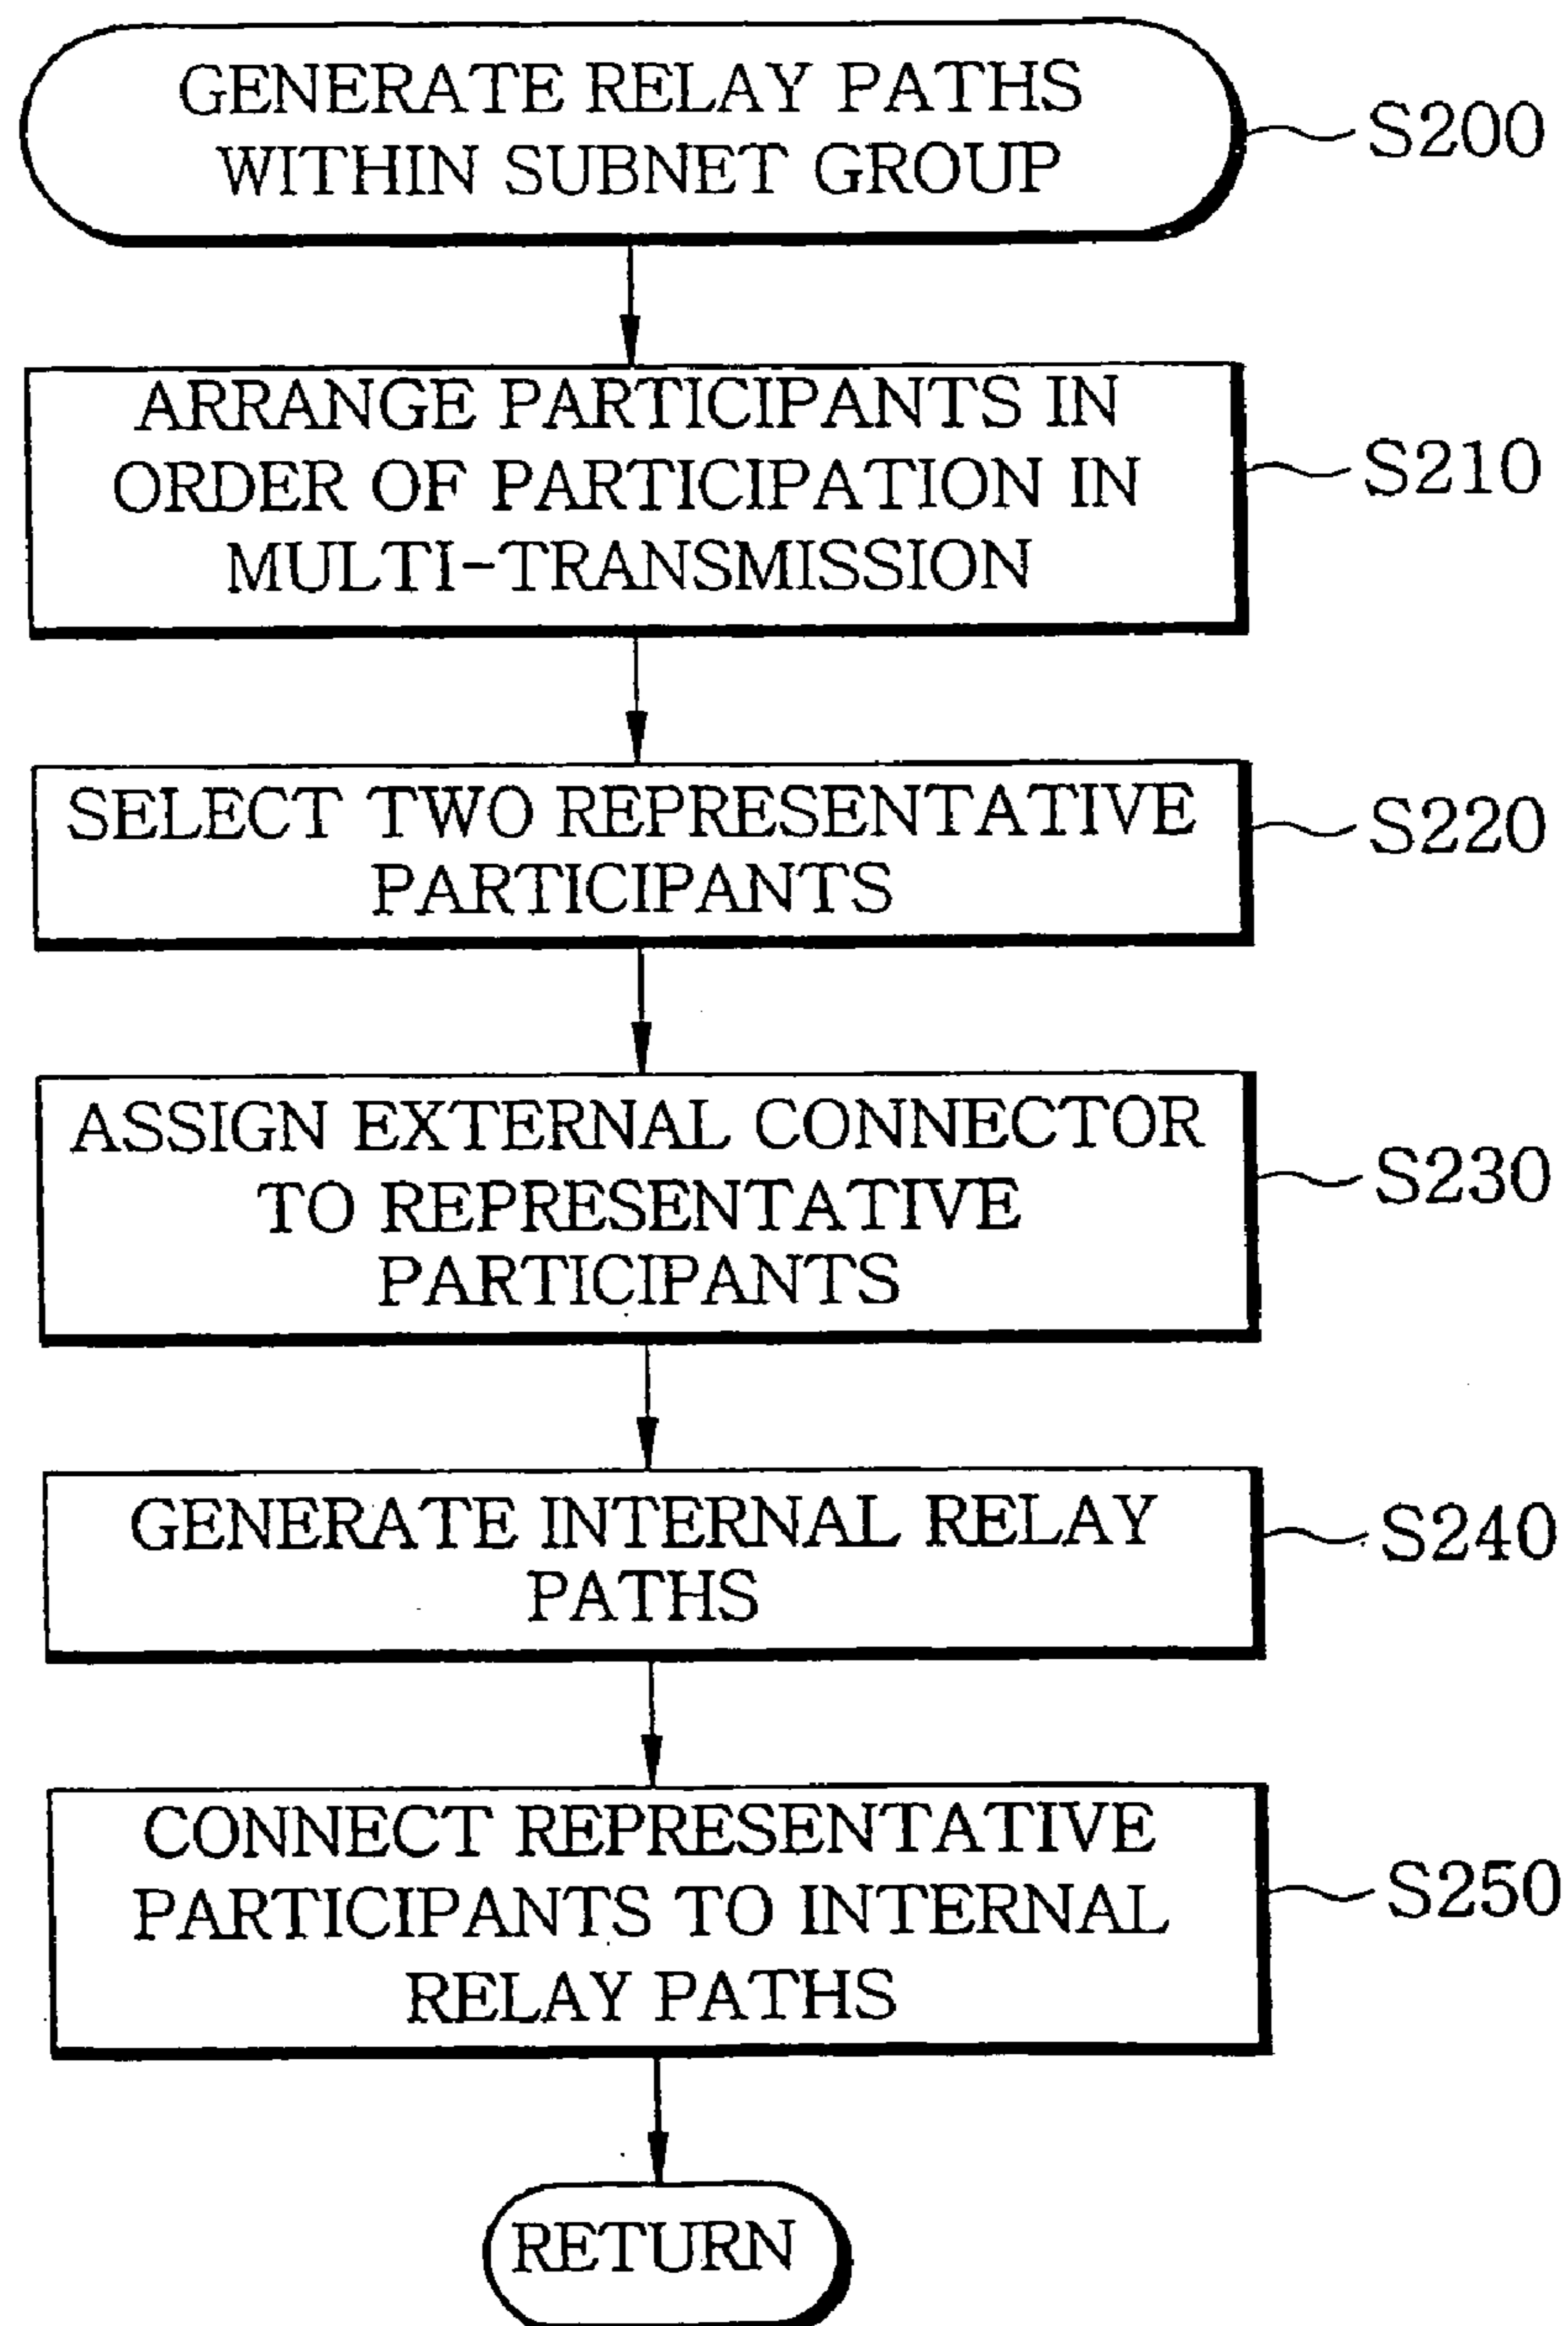 GENERATE RELAY PATHS
WITHIN SUBNET GROUP
S200
ARRANGE PARTICIPANTS IN
ORDER OF PARTICIPATION IN
MULTI-TRANSMISSION
S210
SELECT TWO REPRESENTATIVE
PARTICIPANTS
S220
ASSIGN EXTERNAL CONNECTOR
TO REPRESENTATIVE
PARTICIPANTS
S230
GENERATE INTERNAL RELAY
PATHS
S240
CONNECT REPRESENTATIVE
PARTICIPANTS TO INTERNAL
RELAY PATHS
S250
RETURN